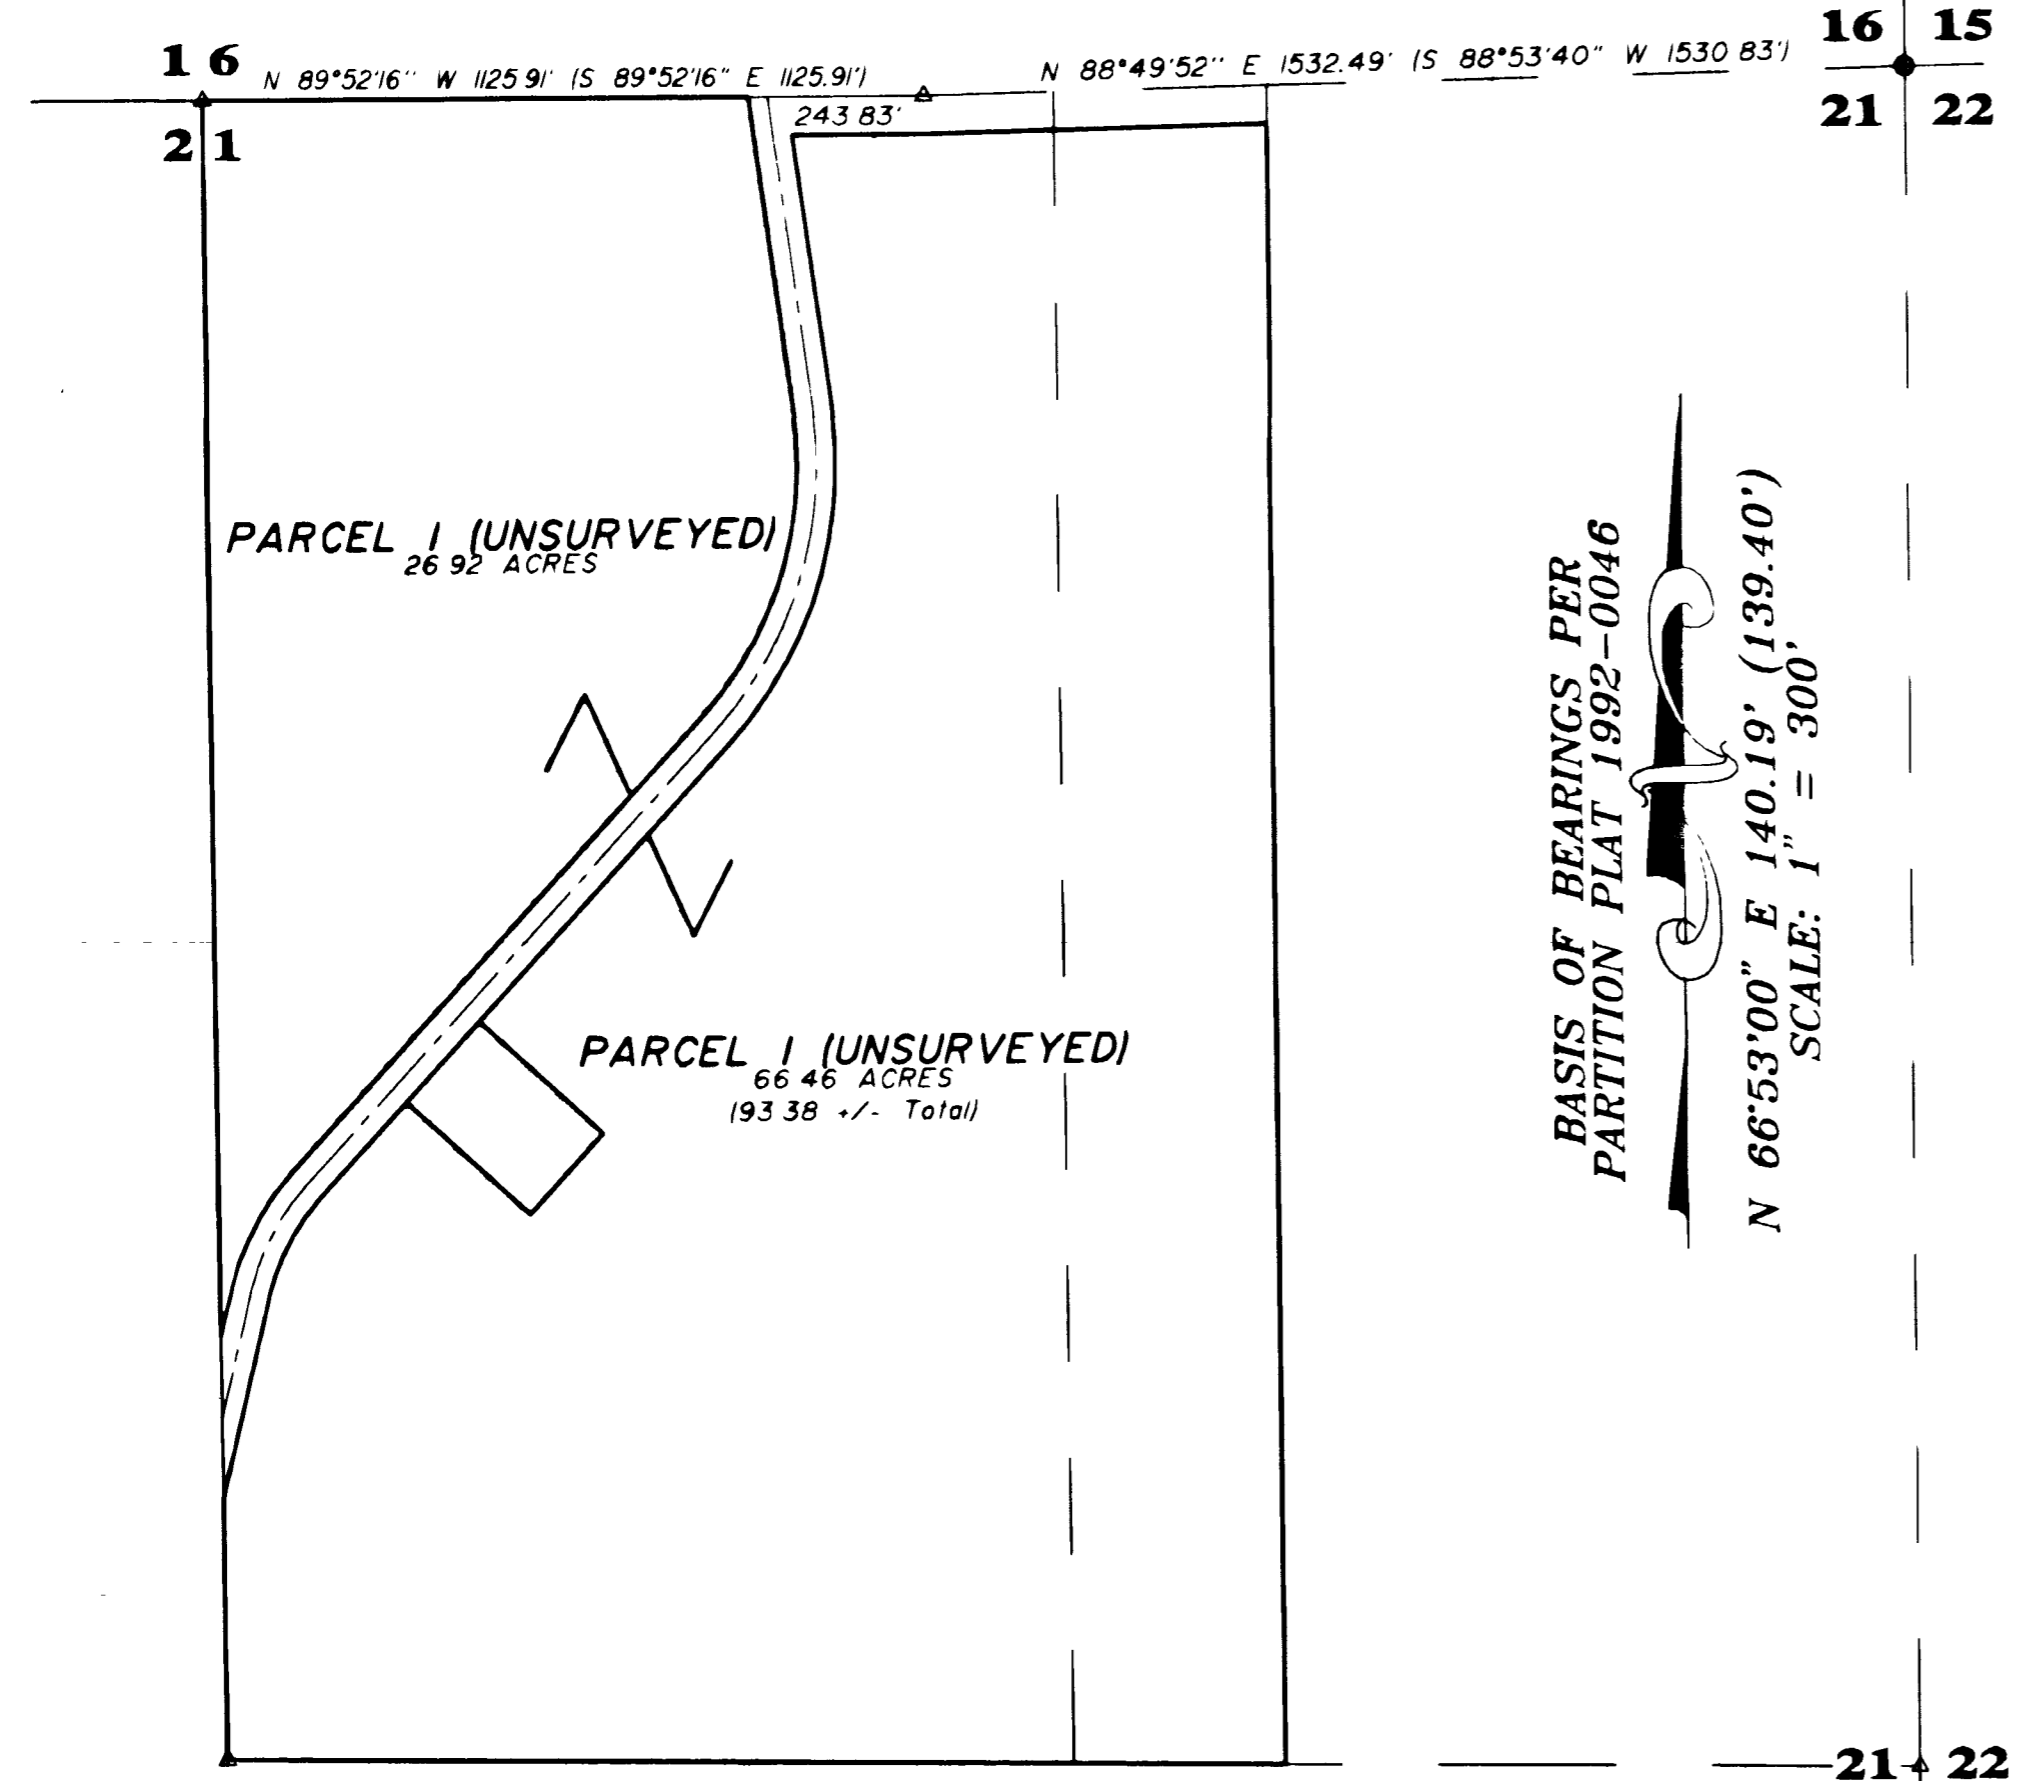 16
N 89°52'16" W 1125 91' (S 89°52'16" E 1125.91')
N 88°49'52" E 1532.49' (S 88°53'40" W 1530 83')
16 15
21
243 83'
21 22
PARCEL 1 (UNSURVEYED)
26 92 ACRES
PARCEL 1 (UNSURVEYED)
66 46 ACRES
(93 38 +/- Total)
BASIS OF BEARINGS PER
PARTITION PLAT 1992-0046
N 66°53'00" E 140.19' (139.40')
SCALE: 1" = 300'
21 22